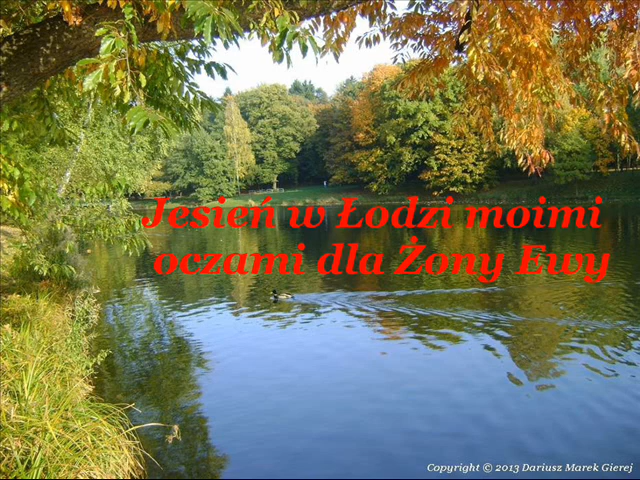 Jesień w Łodzi moimi
oczami dla Żony Ewy
Copyright © 2013 Dariusz Marek Gierej